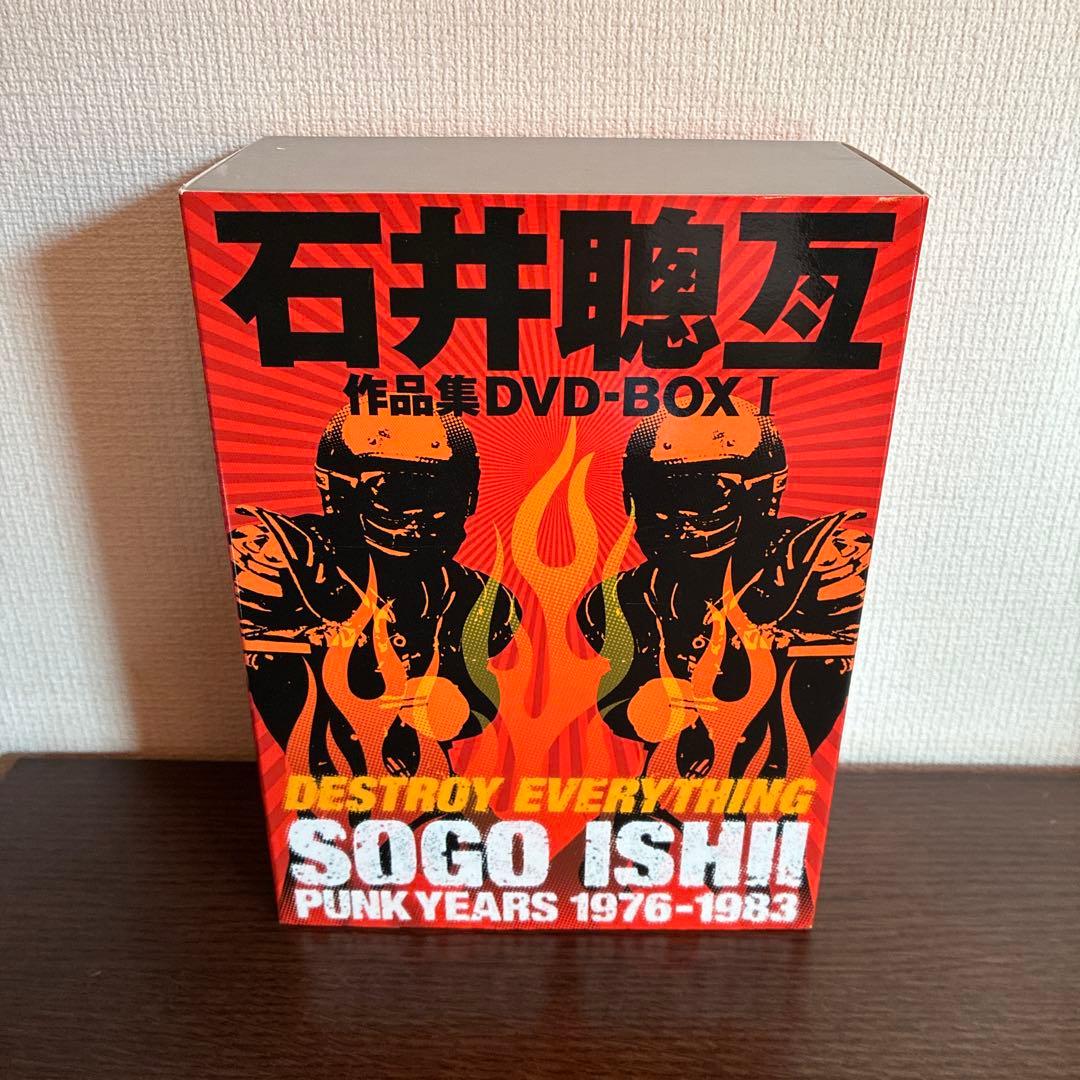 石井聰亙
作品集DVD-BOX I
DESTROY EVERYTHING
SOGO ISHII
PUNK YEARS 1976-1983